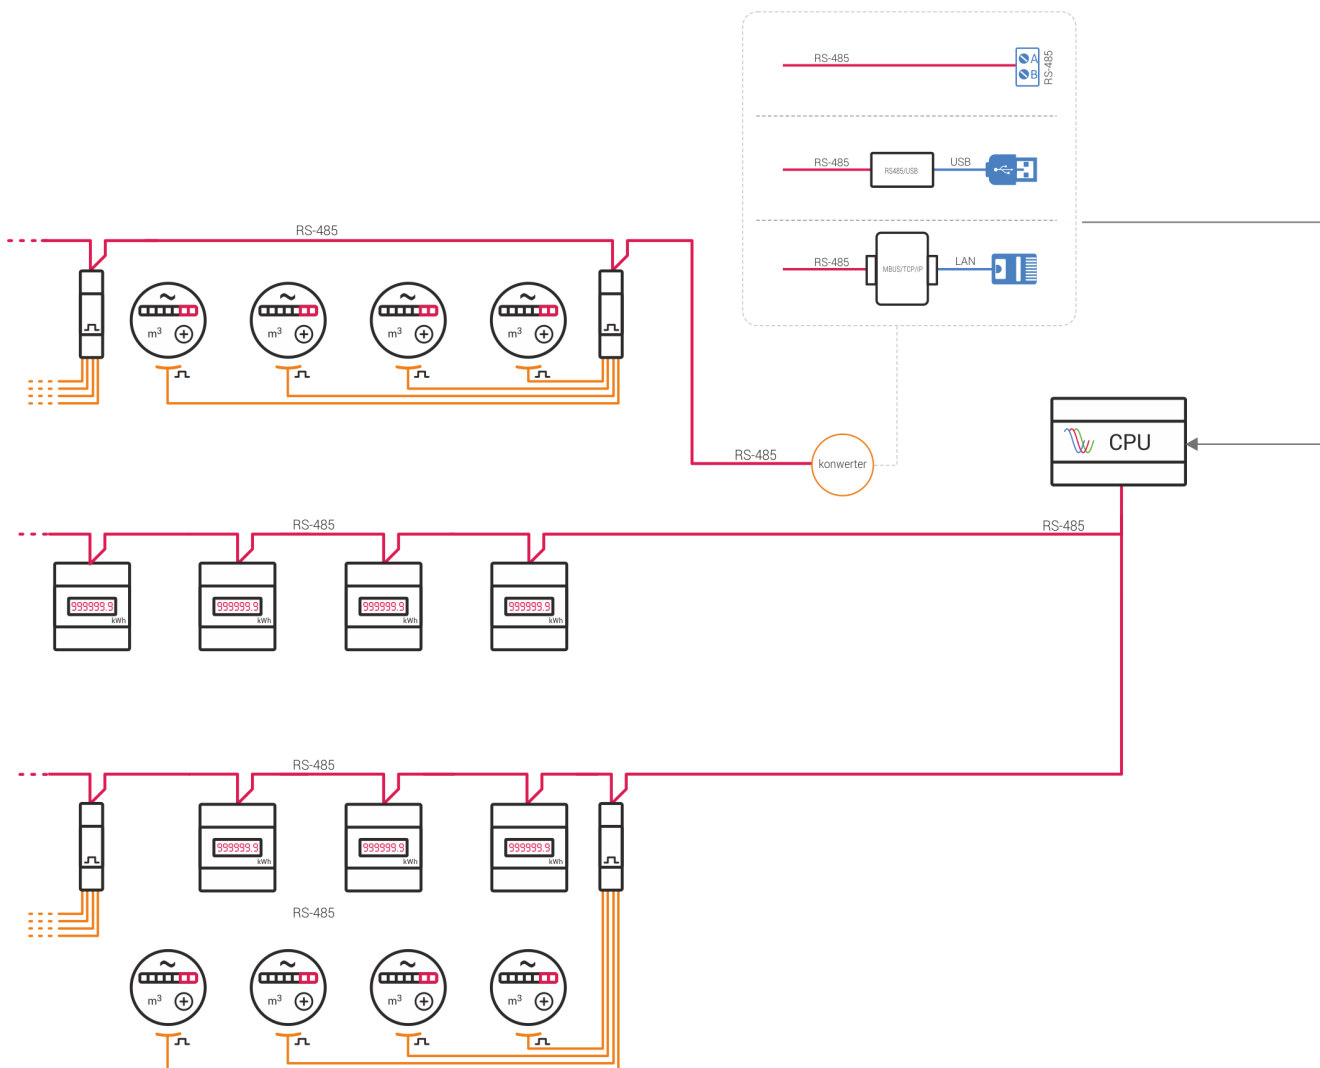 RS-485
A
B
RS-485
RS-485
RS485/USB
USB
RS-485
MBUS/TCP/IP
LAN
RS-485
m³
m³
m³
m³
RS-485
konwerter
CPU
RS-485
RS-485
999999.9
kWh
999999.9
kWh
999999.9
kWh
999999.9
kWh
RS-485
999999.9
kWh
999999.9
kWh
999999.9
kWh
RS-485
m³
m³
m³
m³